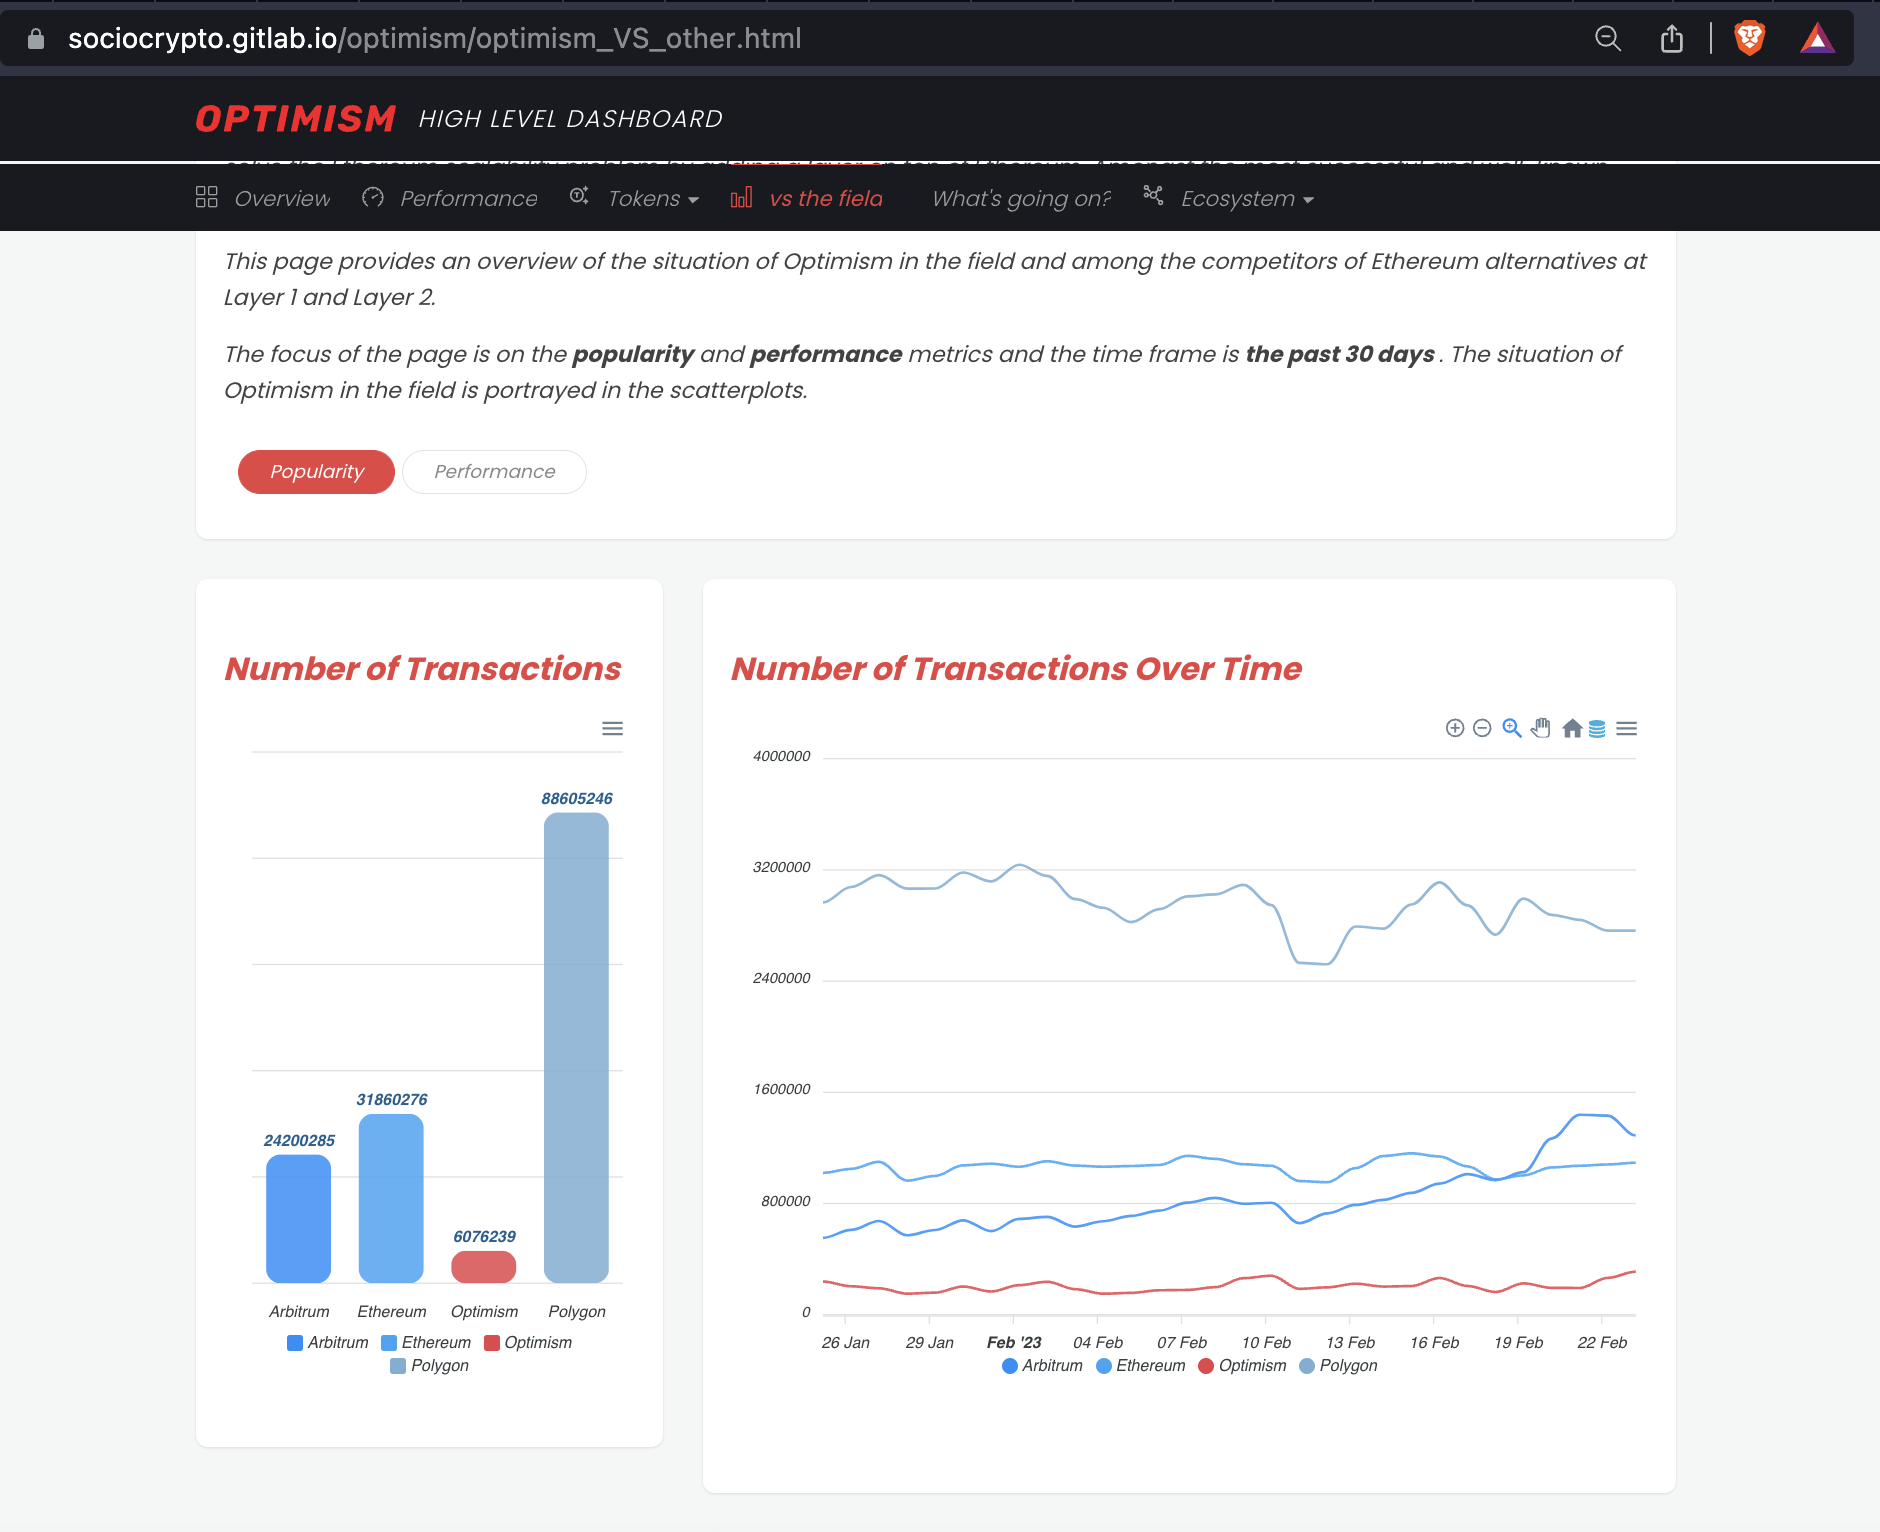 sociocrypto.gitlab.io/optimism/optimism_VS_other.html
OPTIMISM HIGH LEVEL DASHBOARD
Overview Performance Tokens vs the field What's going on? Ecosystem
This page provides an overview of the situation of Optimism in the field and among the competitors of Ethereum alternatives at
Layer 1 and Layer 2.
The focus of the page is on the popularity and performance metrics and the time frame is the past 30 days . The situation of
Optimism in the field is portrayed in the scatterplots.
Popularity Performance
Number of Transactions
88605246
31860276
24200285
6076239
Arbitrum Ethereum Optimism Polygon
Arbitrum Ethereum Optimism
Polygon
Number of Transactions Over Time
4000000
3200000
2400000
1600000
800000
0
26 Jan 29 Jan Feb '23 04 Feb 07 Feb 10 Feb 13 Feb 16 Feb 19 Feb 22 Feb
Arbitrum Ethereum Optimism Polygon